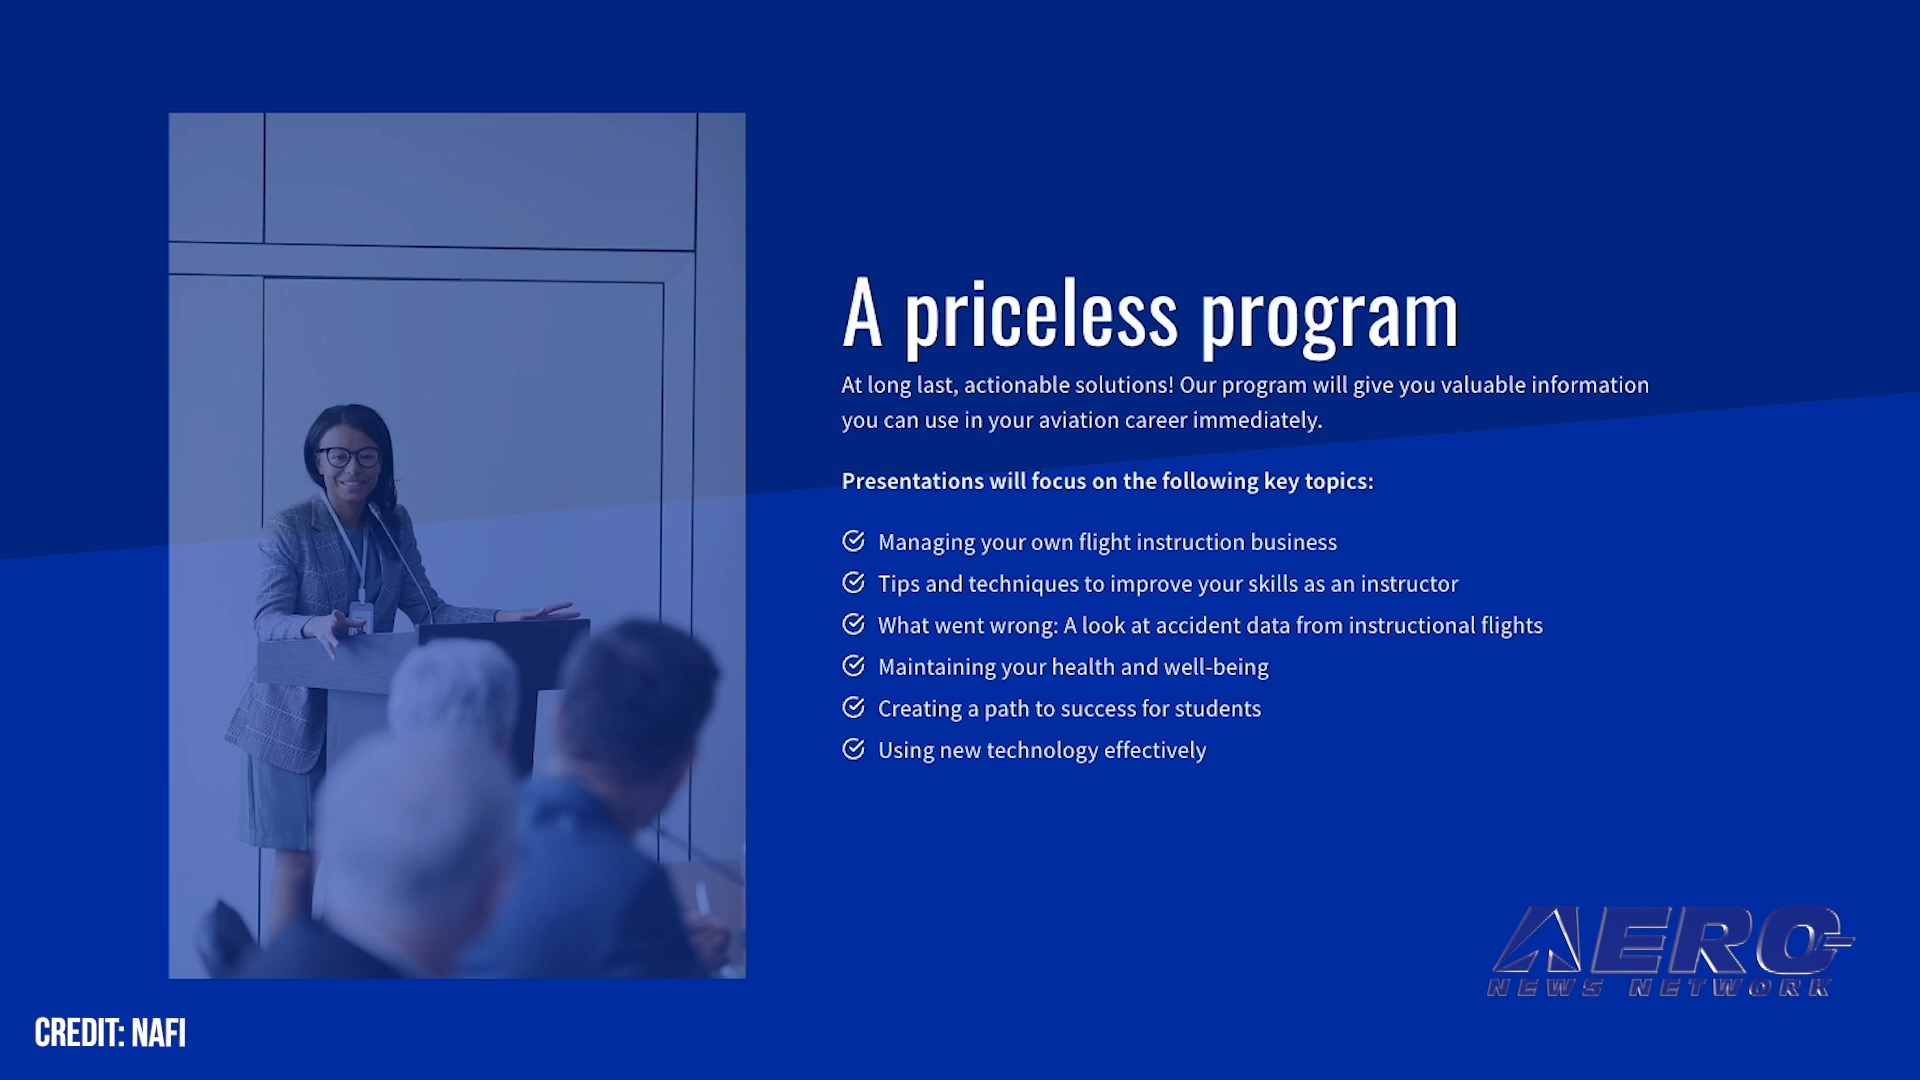 A priceless program
At long last, actionable solutions! Our program will give you valuable information
you can use in your aviation career immediately.
Presentations will focus on the following key topics:
Managing your own flight instruction business
Tips and techniques to improve your skills as an instructor
What went wrong: A look at accident data from instructional flights
Maintaining your health and well-being
Creating a path to success for students
Using new technology effectively
AERO
NEWS NETWORK
CREDIT: NAFI